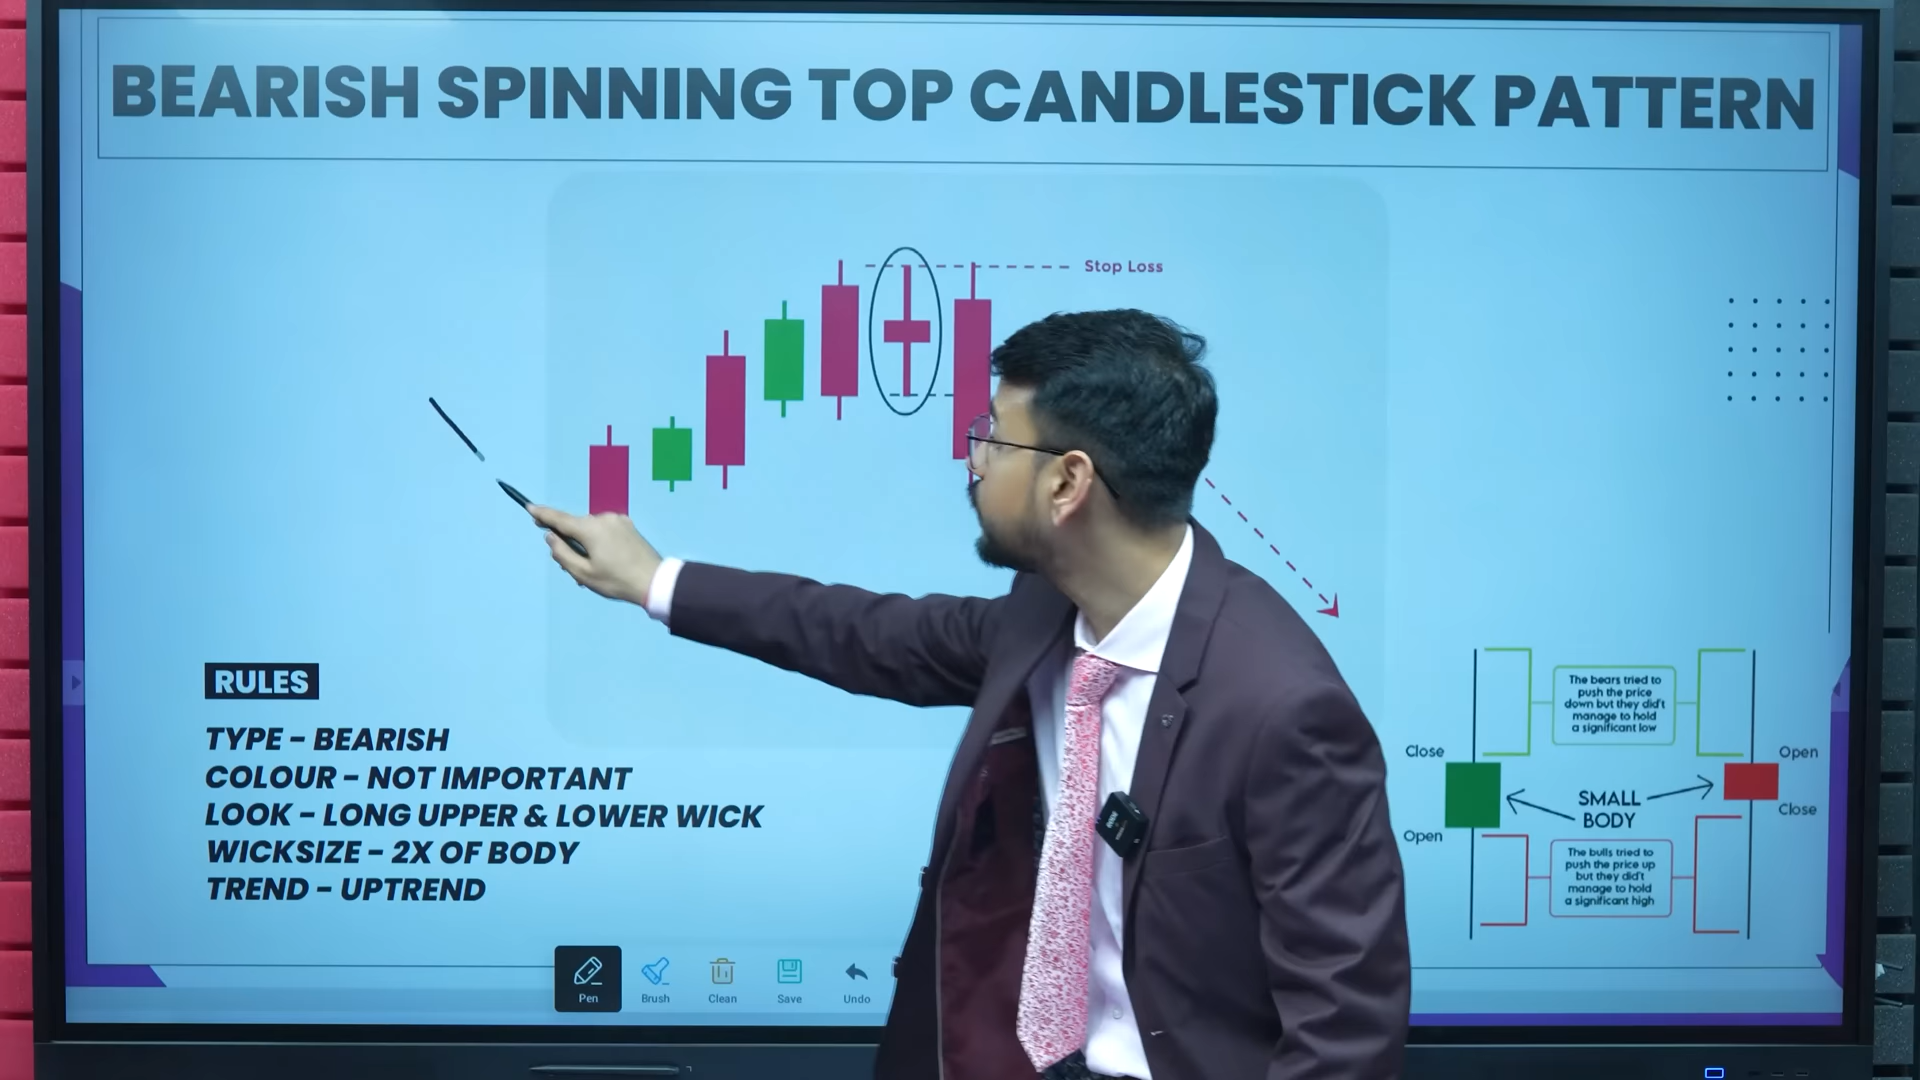 BEARISH SPINNING TOP CANDLESTICK PATTERN
Stop Loss
RULES
TYPE - BEARISH
COLOUR - NOT IMPORTANT
LOOK - LONG UPPER & LOWER WICK
WICKSIZE - 2X OF BODY
TREND - UPTREND
The bears tried to
push the price
down but they did't
manage to hold
a significant low
Close
Open
SMALL
BODY
Open
Close
The bulls tried to
push the price up
but they did't
manage to hold
a significant high
Pen
Brush
Clean
Save
Undo